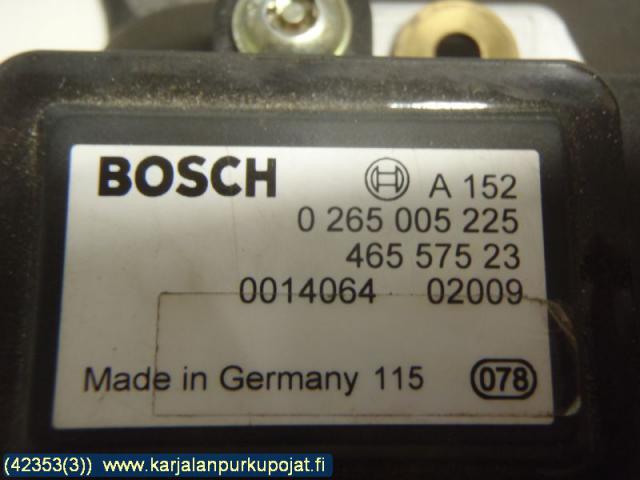 BOSCH A 152
0 265 005 225
465 575 23
0014064 02009
Made in Germany 115 078
(42353(3)) www.karjalanpurkupojat.fi